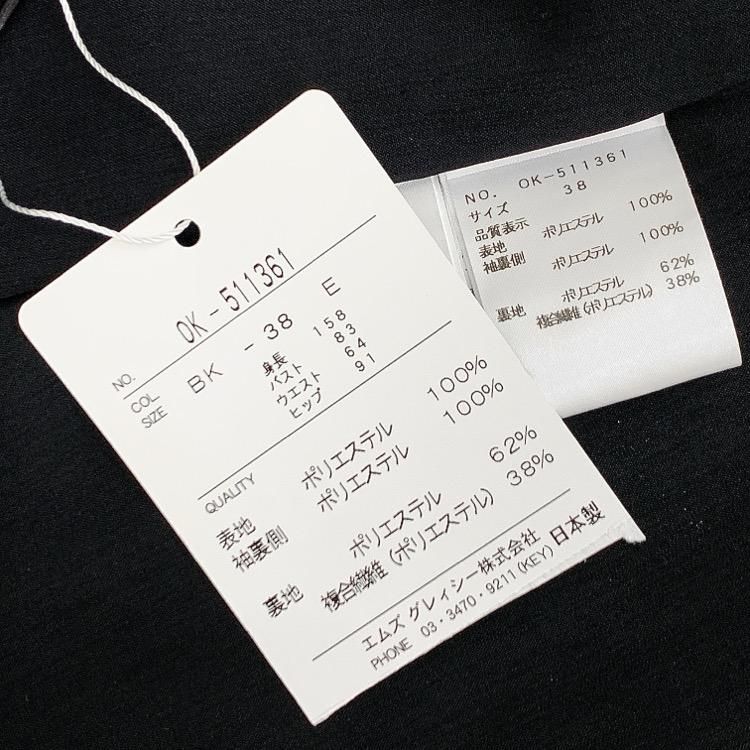 NO. OK-511361
COL SIZE BK - 38 E
身長 158
バスト 83
ウエスト 64
ヒップ 91
QUALITY
表地 ポリエステル 100%
袖裏側 ポリエステル 100%
裏地 ポリエステル 62%
複合繊維(ポリエステル) 38%
エムズ グレィシー株式会社 日本製
PHONE 03・3470・9211 (KEY)
NO. OK-511361
サイズ 38
品質表示
表地 ポリエステル 100%
袖裏側 ポリエステル 100%
裏地 ポリエステル 62%
複合繊維(ポリエステル) 38%